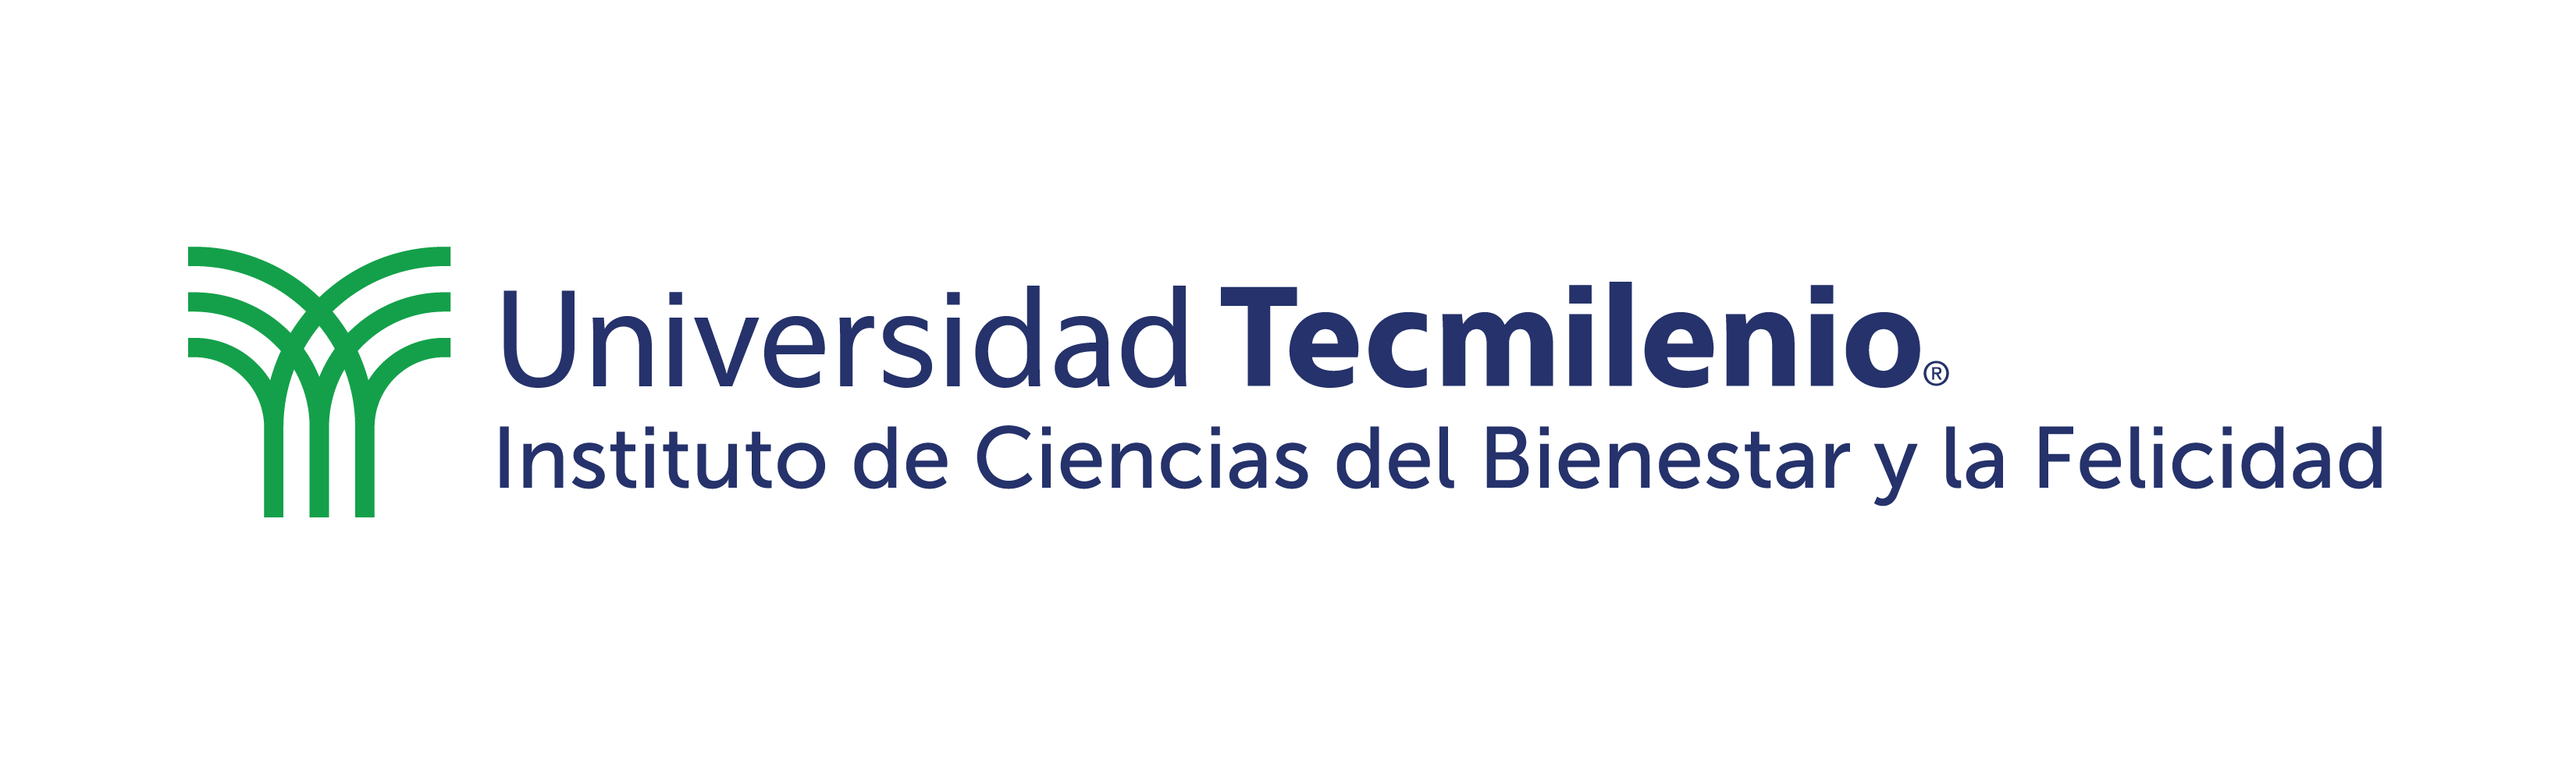 Universidad Tecmilenio®
Instituto de Ciencias del Bienestar y la Felicidad